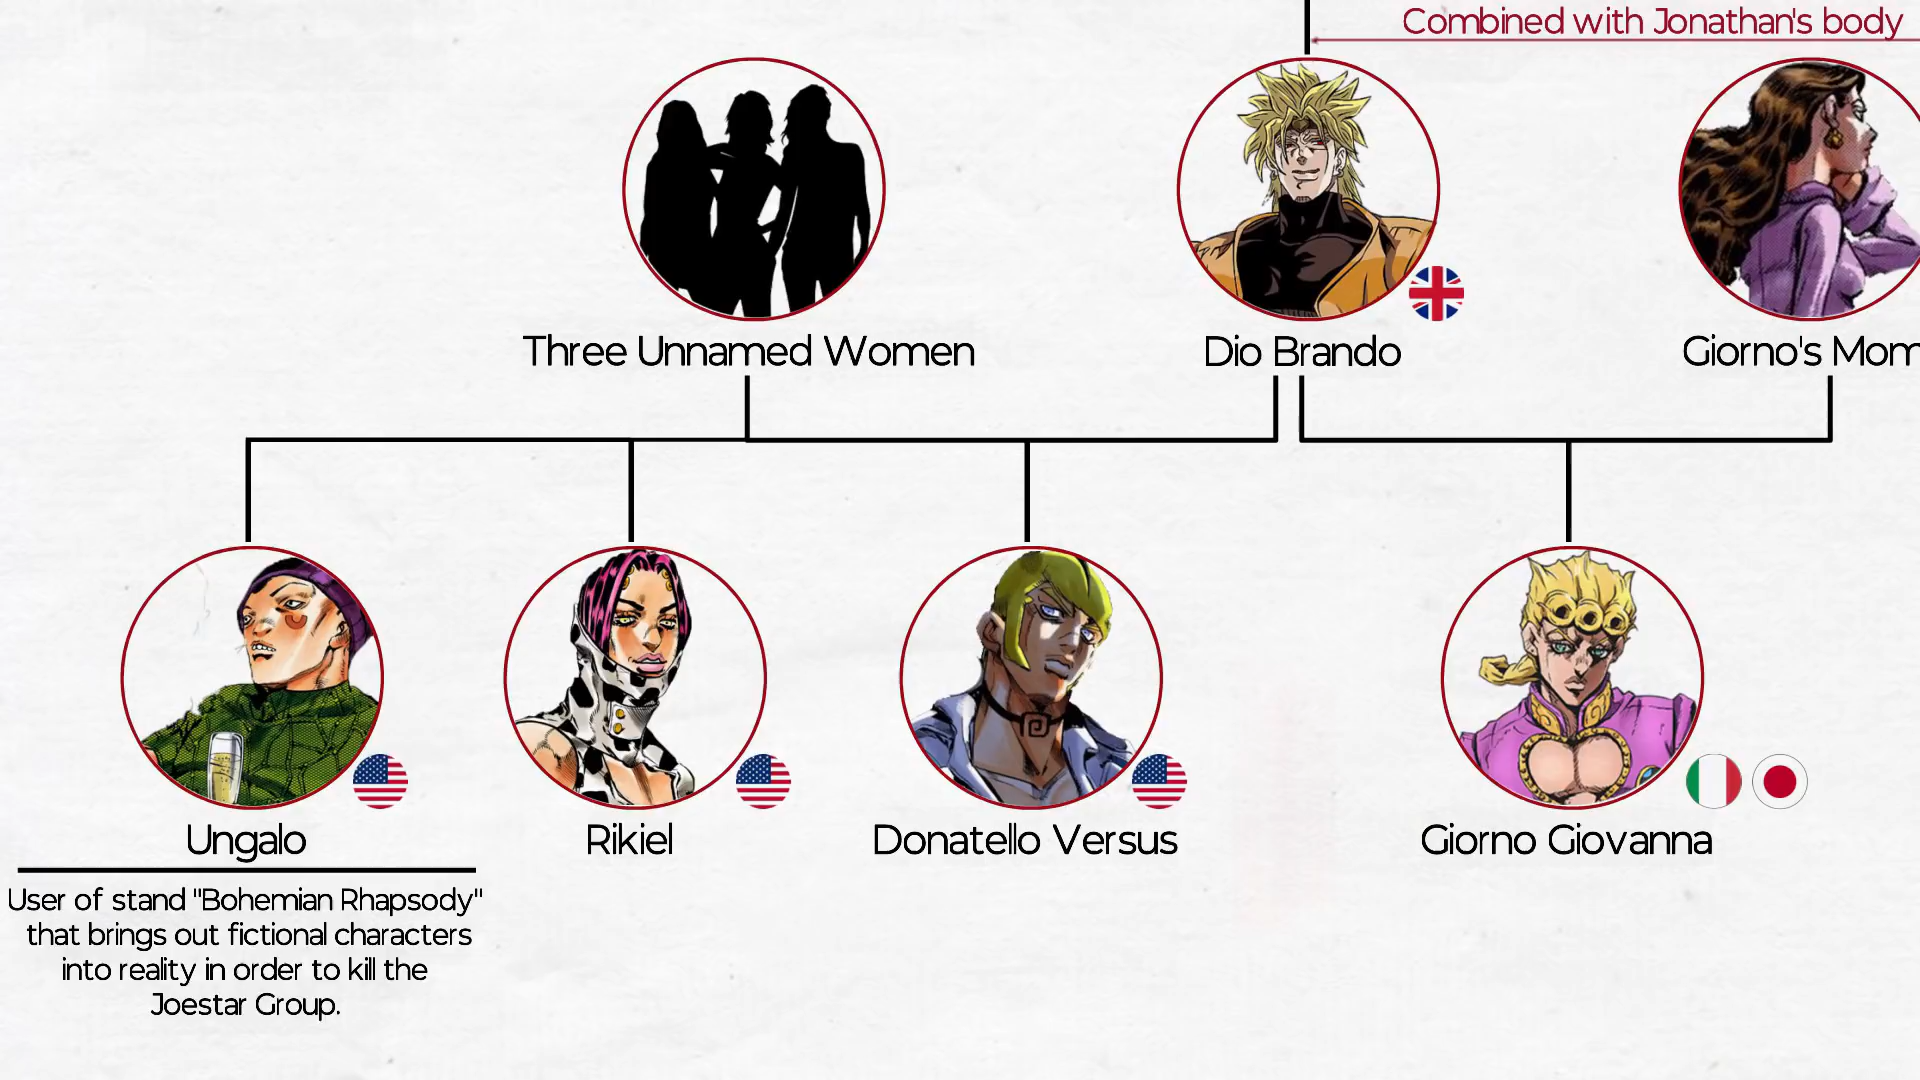 Combined with Jonathan's body
Three Unnamed Women
Dio Brando
Giorno's Mom
Ungalo
Rikiel
Donatello Versus
Giorno Giovanna
User of stand "Bohemian Rhapsody"
that brings out fictional characters
into reality in order to kill the
Joestar Group.